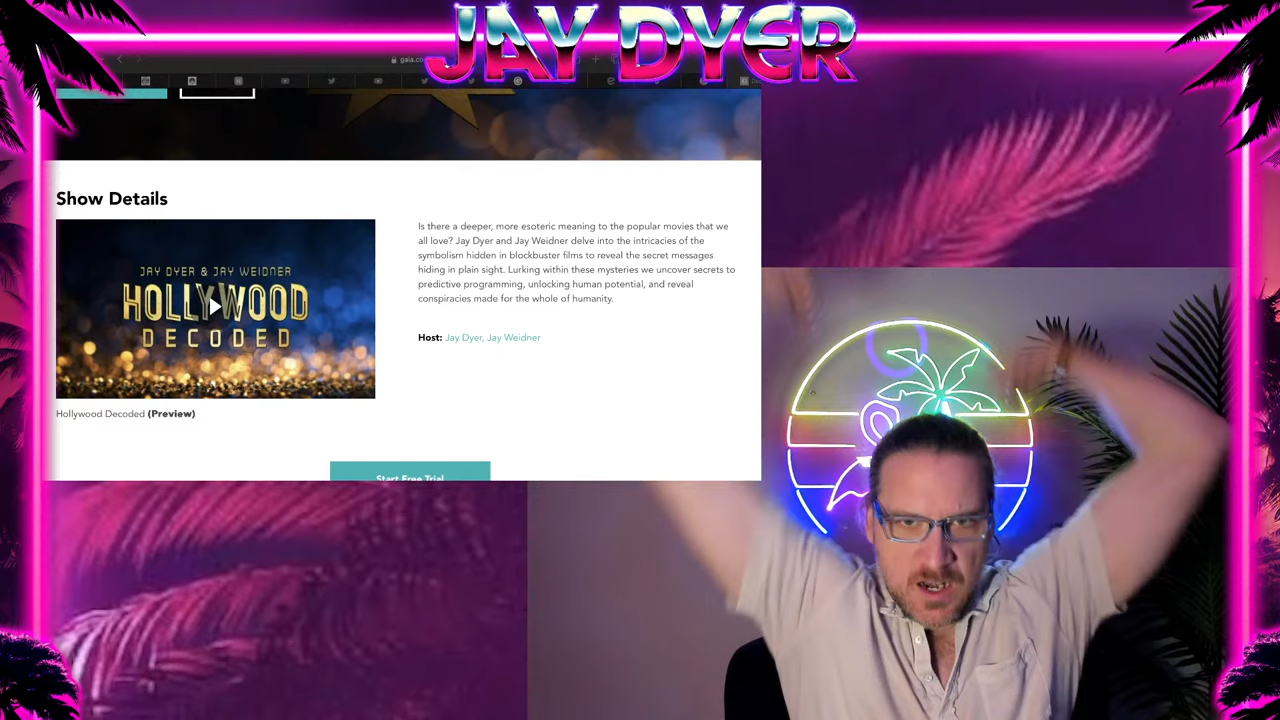 JAY DYER
gaia.co
Show Details
JAY DYER & JAY WEIDNER
HOLLYWOOD
DECODED
Hollywood Decoded (Preview)
Is there a deeper, more esoteric meaning to the popular movies that we
all love? Jay Dyer and Jay Weidner delve into the intricacies of the
symbolism hidden in blockbuster films to reveal the secret messages
hiding in plain sight. Lurking within these mysteries we uncover secrets to
predictive programming, unlocking human potential, and reveal
conspiracies made for the whole of humanity.
Host: Jay Dyer, Jay Weidner
Start Free Trial